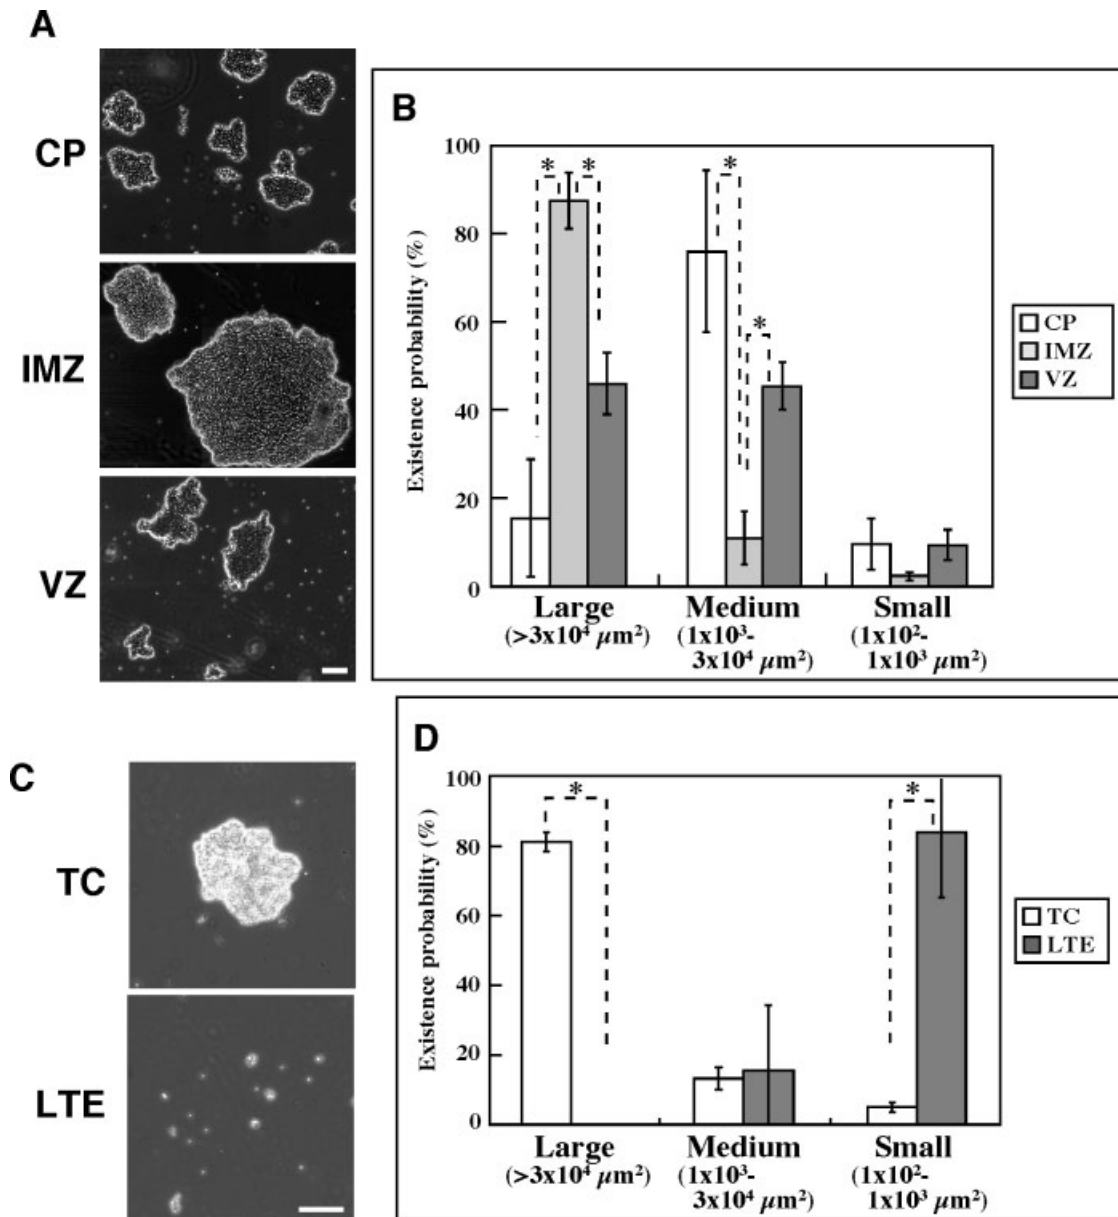 A
CP
IMZ
VZ
B
Existence probability (%)
100
80
60
40
20
0
* *
*
*
Large
(>3x10⁴ μm²)
Medium
(1x10³-
3x10⁴ μm²)
Small
(1x10²-
1x10³ μm²)
CP
IMZ
VZ
C
TC
LTE
D
Existence probability (%)
100
80
60
40
20
0
*
*
Large
(>3x10⁴ μm²)
Medium
(1x10³-
3x10⁴ μm²)
Small
(1x10²-
1x10³ μm²)
TC
LTE